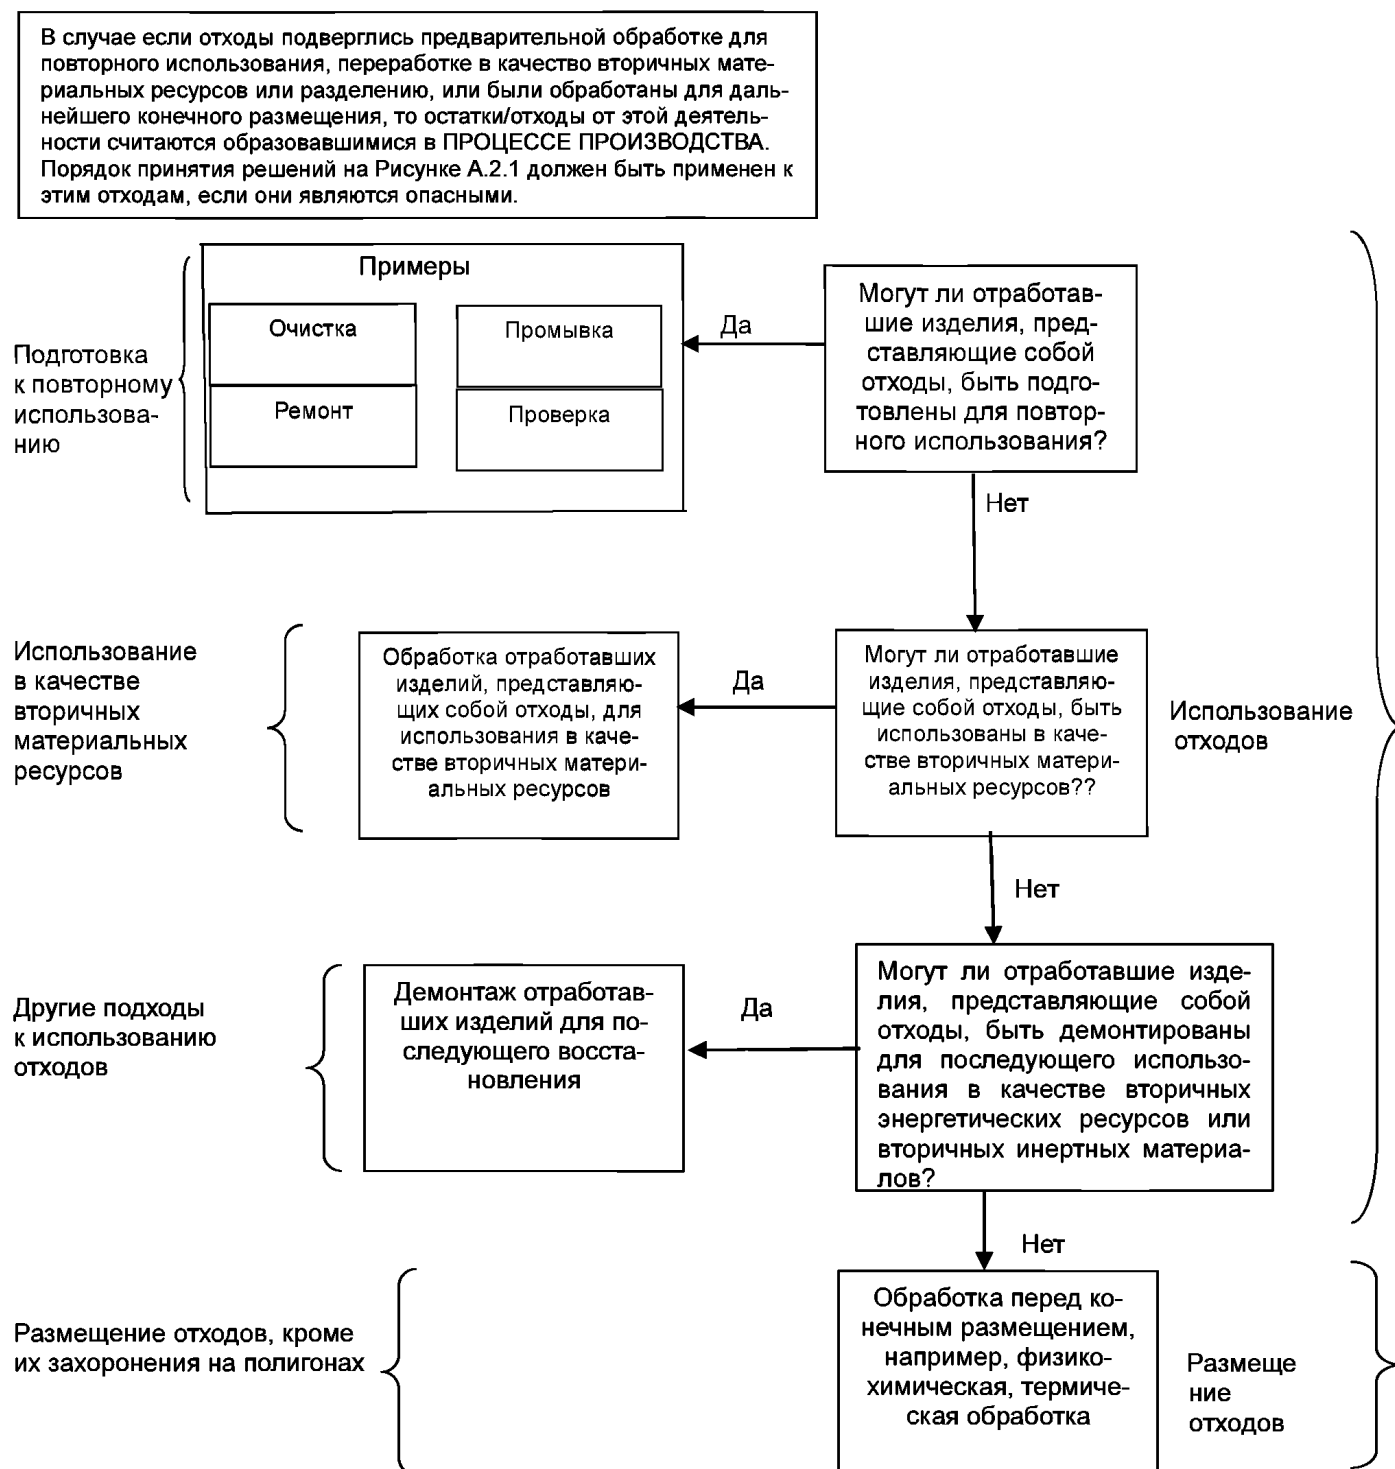 В случае если отходы подверглись предварительной обработке для
повторного использования, переработке в качество вторичных мате-
риальных ресурсов или разделению, или были обработаны для даль-
нейшего конечного размещения, то остатки/отходы от этой деятель-
ности считаются образовавшимися в ПРОЦЕССЕ ПРОИЗВОДСТВА.
Порядок принятия решений на Рисунке А.2.1 должен быть применен к
этим отходам, если они являются опасными.
Подготовка
к повторному
использова-
нию
Примеры
Очистка
Промывка
Ремонт
Проверка
Да
Могут ли отработав-
шие изделия, пред-
ставляющие собой
отходы, быть подго-
товлены для повтор-
ного использования?
Нет
Использование
в качестве
вторичных
материальных
ресурсов
Обработка отработавших
изделий, представляю-
щих собой отходы, для
использования в каче-
стве вторичных матери-
альных ресурсов
Да
Могут ли отработавшие
изделия, представляю-
щие собой отходы, быть
использованы в каче-
стве вторичных матери-
альных ресурсов??
Использование
отходов
Нет
Другие подходы
к использованию
отходов
Демонтаж отработав-
ших изделий для по-
следующего восста-
новления
Да
Могут ли отработавшие изде-
лия, представляющие собой
отходы, быть демонтированы
для последующего использо-
вания в качестве вторичных
энергетических ресурсов или
вторичных инертных материа-
лов?
Нет
Размещение отходов, кроме
их захоронения на полигонах
Обработка перед ко-
нечным размещением,
например, физико-
химическая, термиче-
ская обработка
Размеще
ние
отходов